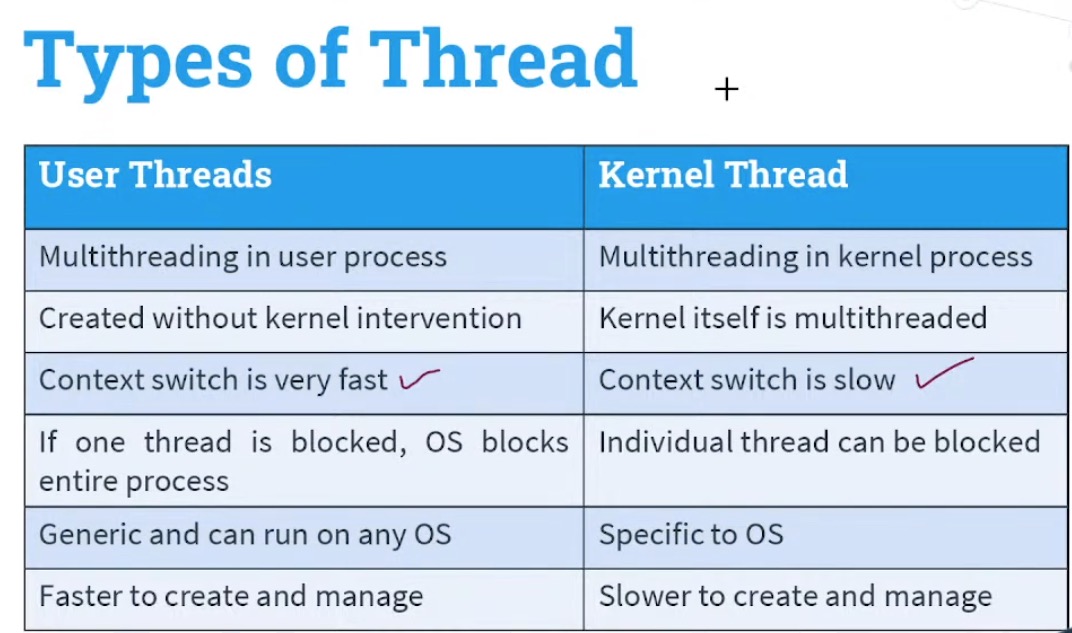 Types of Thread
User Threads
Kernel Thread
Multithreading in user process
Multithreading in kernel process
Created without kernel intervention
Kernel itself is multithreaded
Context switch is very fast
Context switch is slow
If one thread is blocked, OS blocks
entire process
Individual thread can be blocked
Generic and can run on any OS
Specific to OS
Faster to create and manage
Slower to create and manage